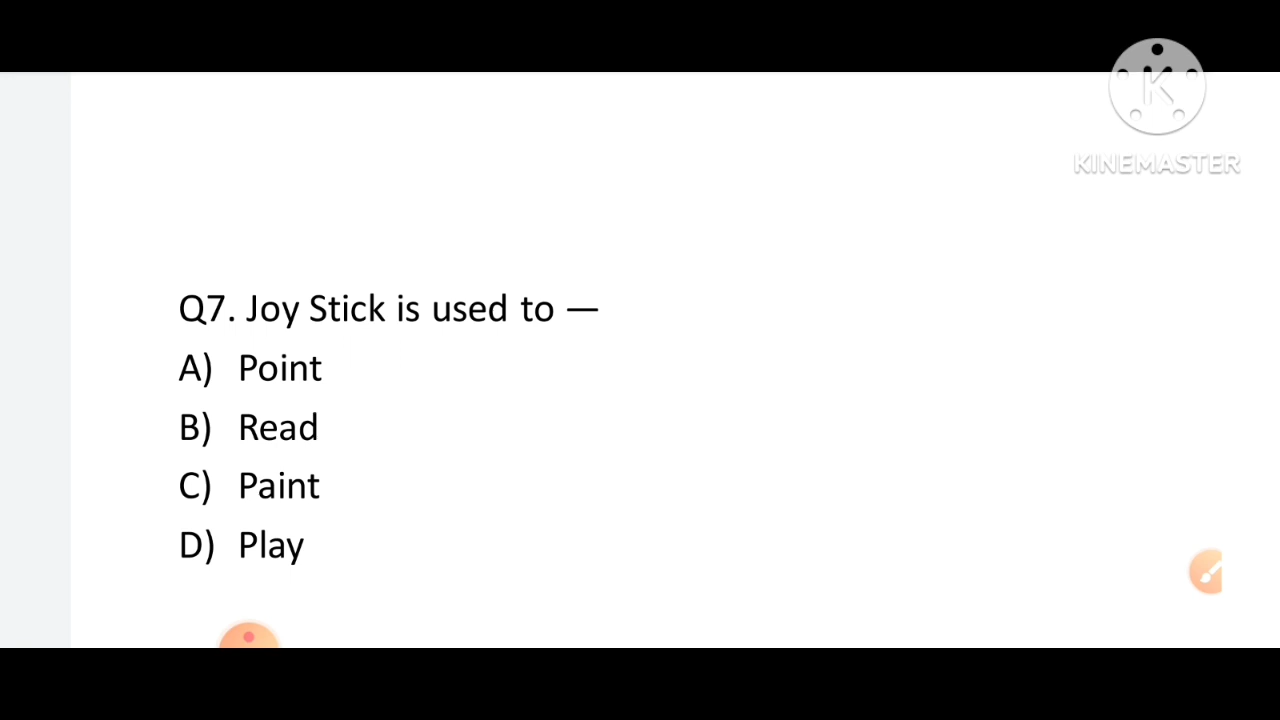 K
KINEMASTER
Q7. Joy Stick is used to —
A) Point
B) Read
C) Paint
D) Play